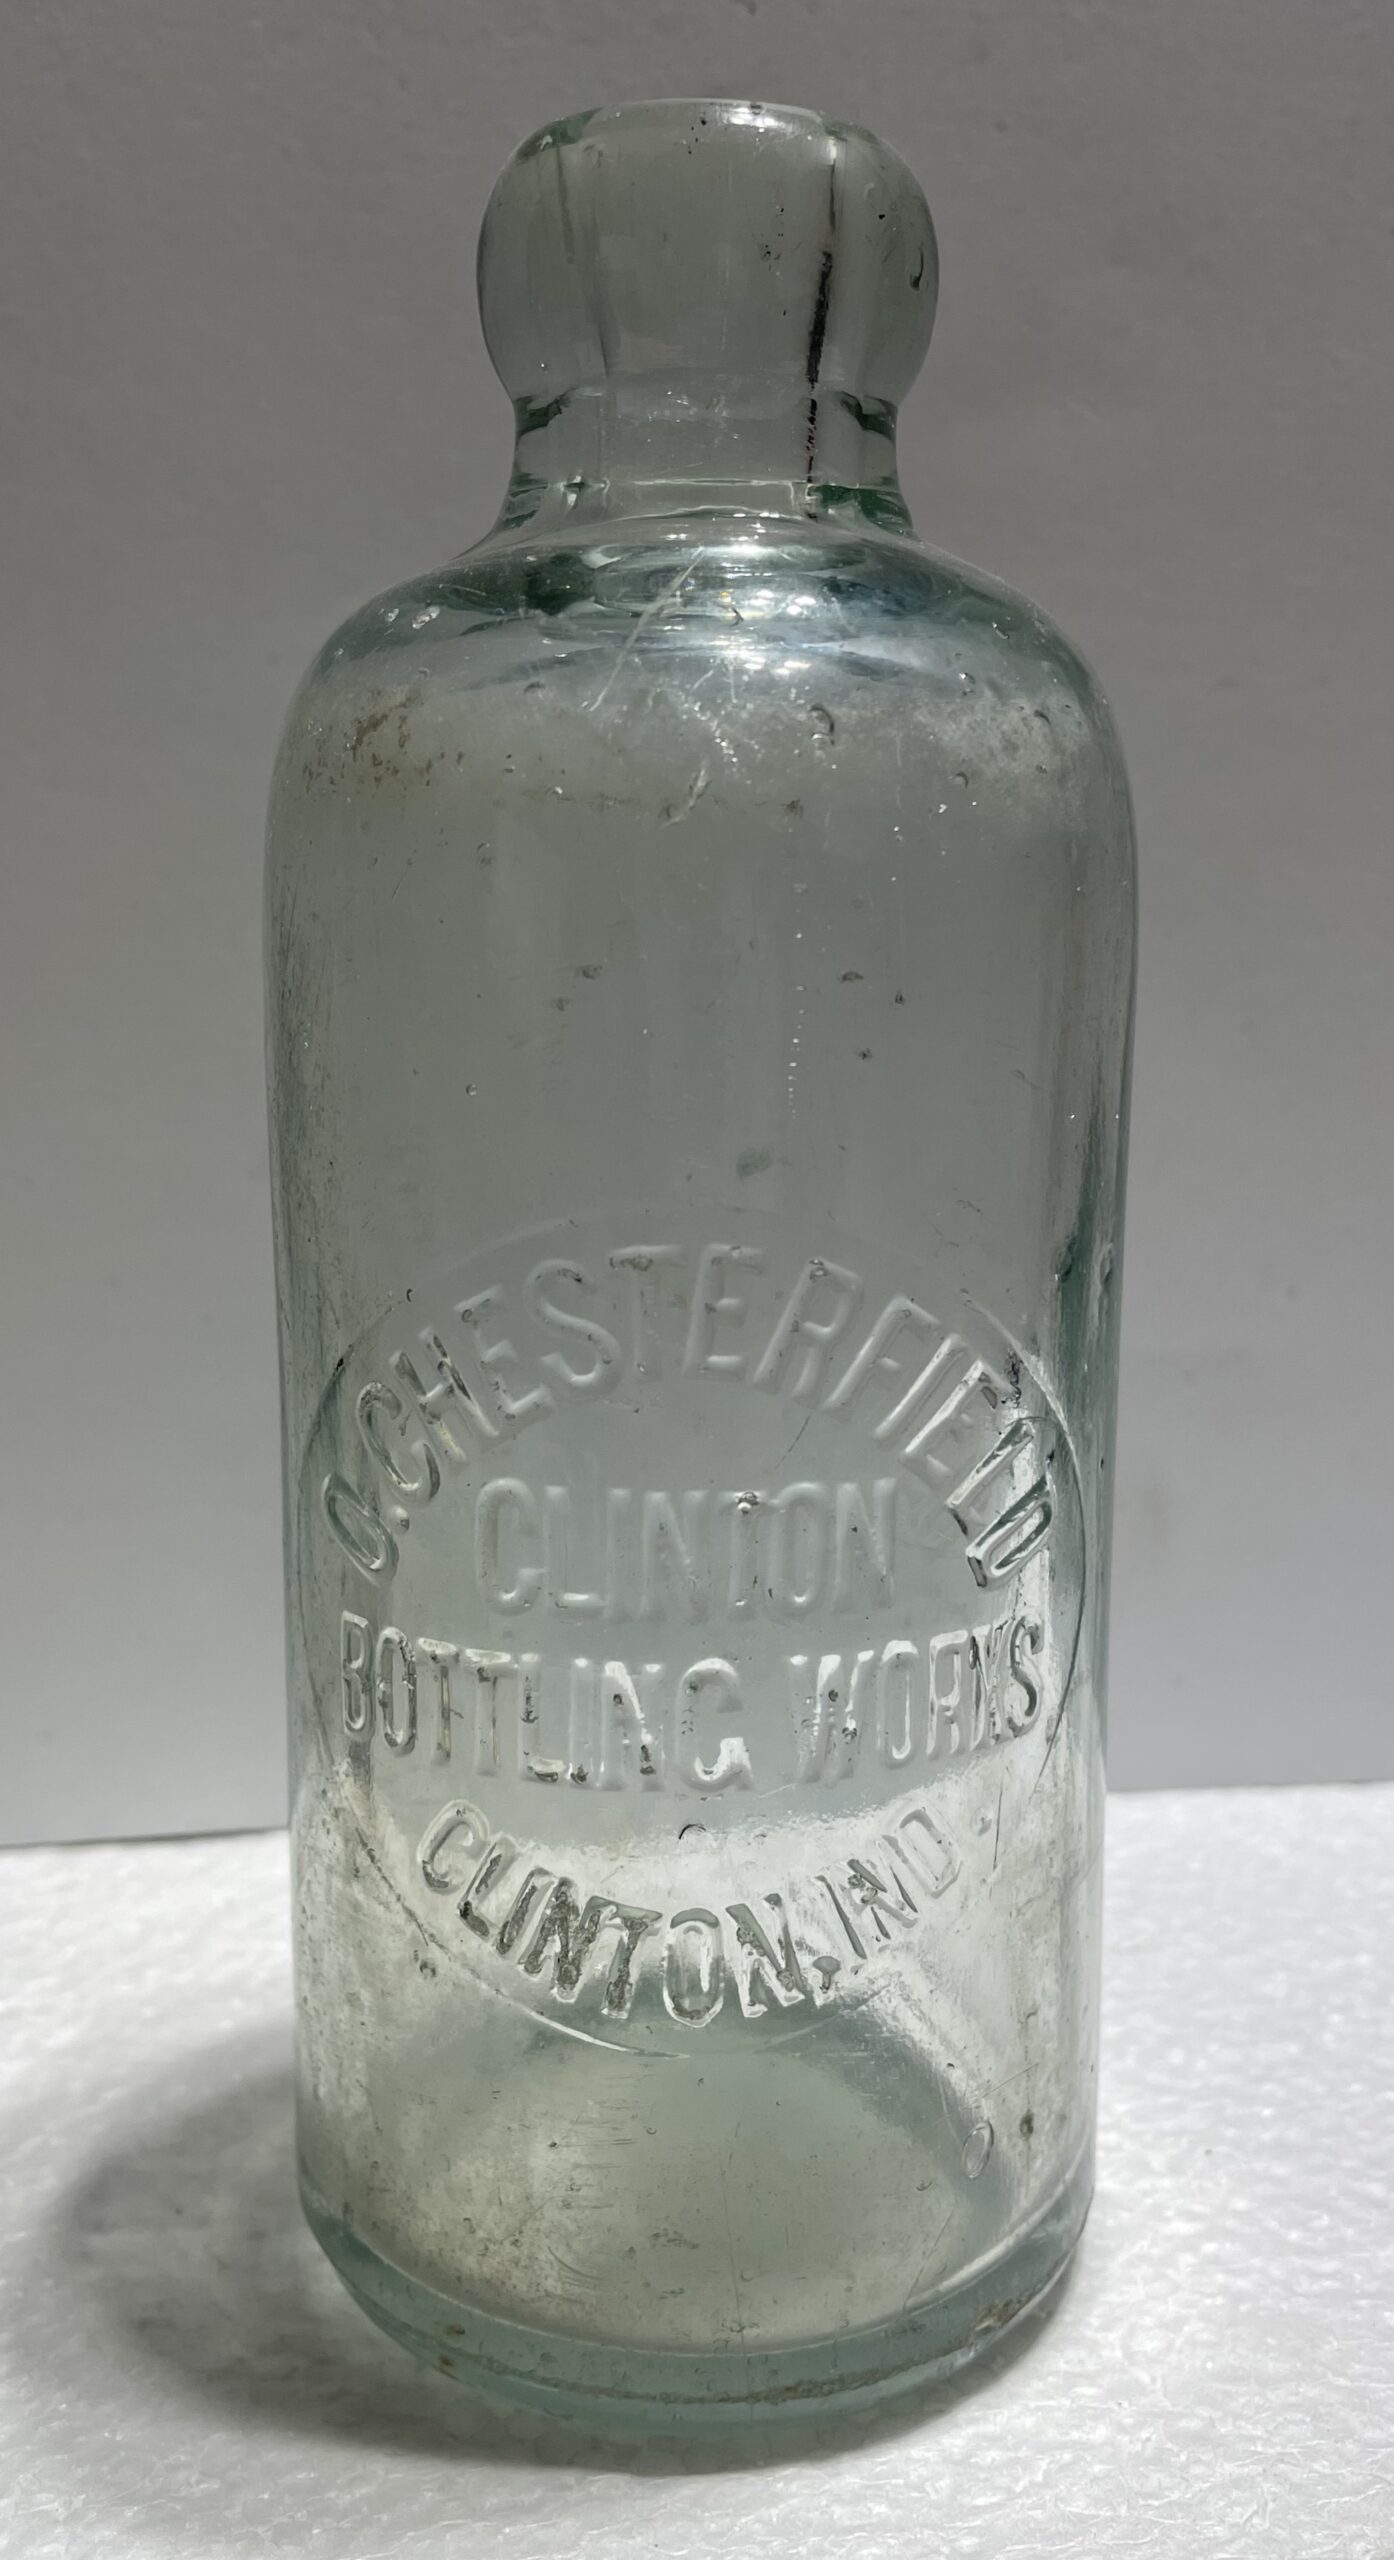 O. CHESTERFIELD
CLINTON
BOTTLING WORKS
CLINTON, IND.